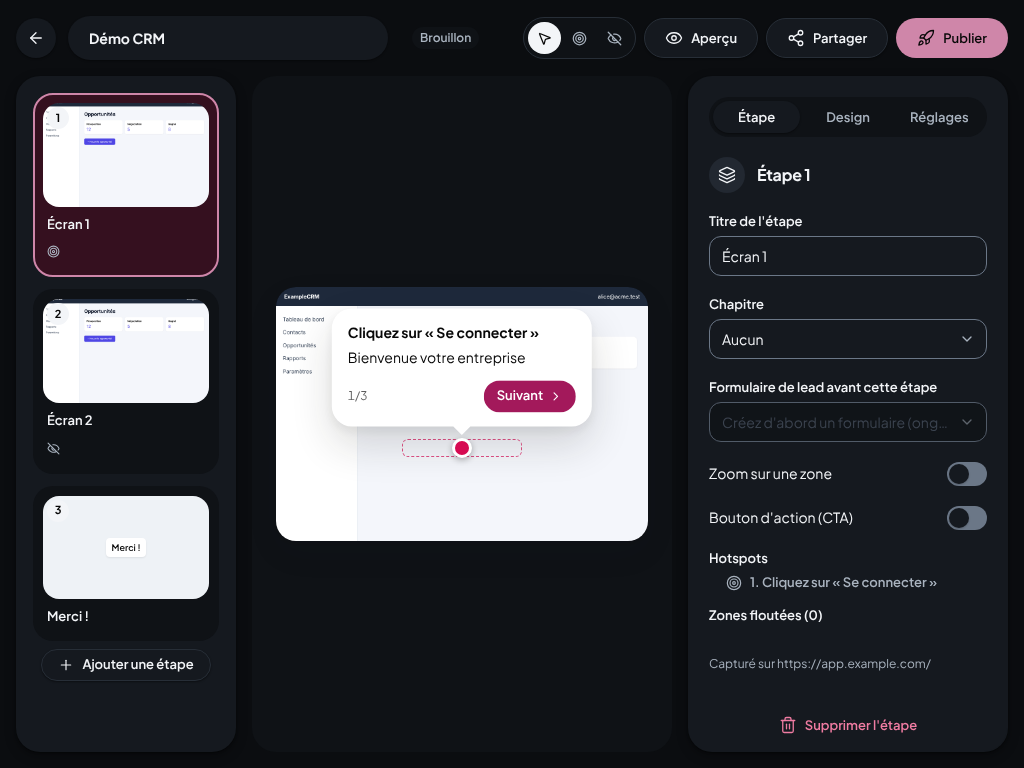 Démo CRM
Brouillon
Aperçu
Partager
Publier
1
Opportunités
Écran 1
2
Opportunités
Écran 2
3
Merci !
Merci !
Ajouter une étape
ExampleCRM
alice@acme.test
Tableau de bord
Contacts
Opportunités
Rapports
Paramètres
Cliquez sur « Se connecter »
Bienvenue votre entreprise
1/3
Suivant
Étape
Design
Réglages
Étape 1
Titre de l'étape
Écran 1
Chapitre
Aucun
Formulaire de lead avant cette étape
Créez d'abord un formulaire (ong…
Zoom sur une zone
Bouton d'action (CTA)
Hotspots
1. Cliquez sur « Se connecter »
Zones floutées (0)
Capturé sur https://app.example.com/
Supprimer l'étape